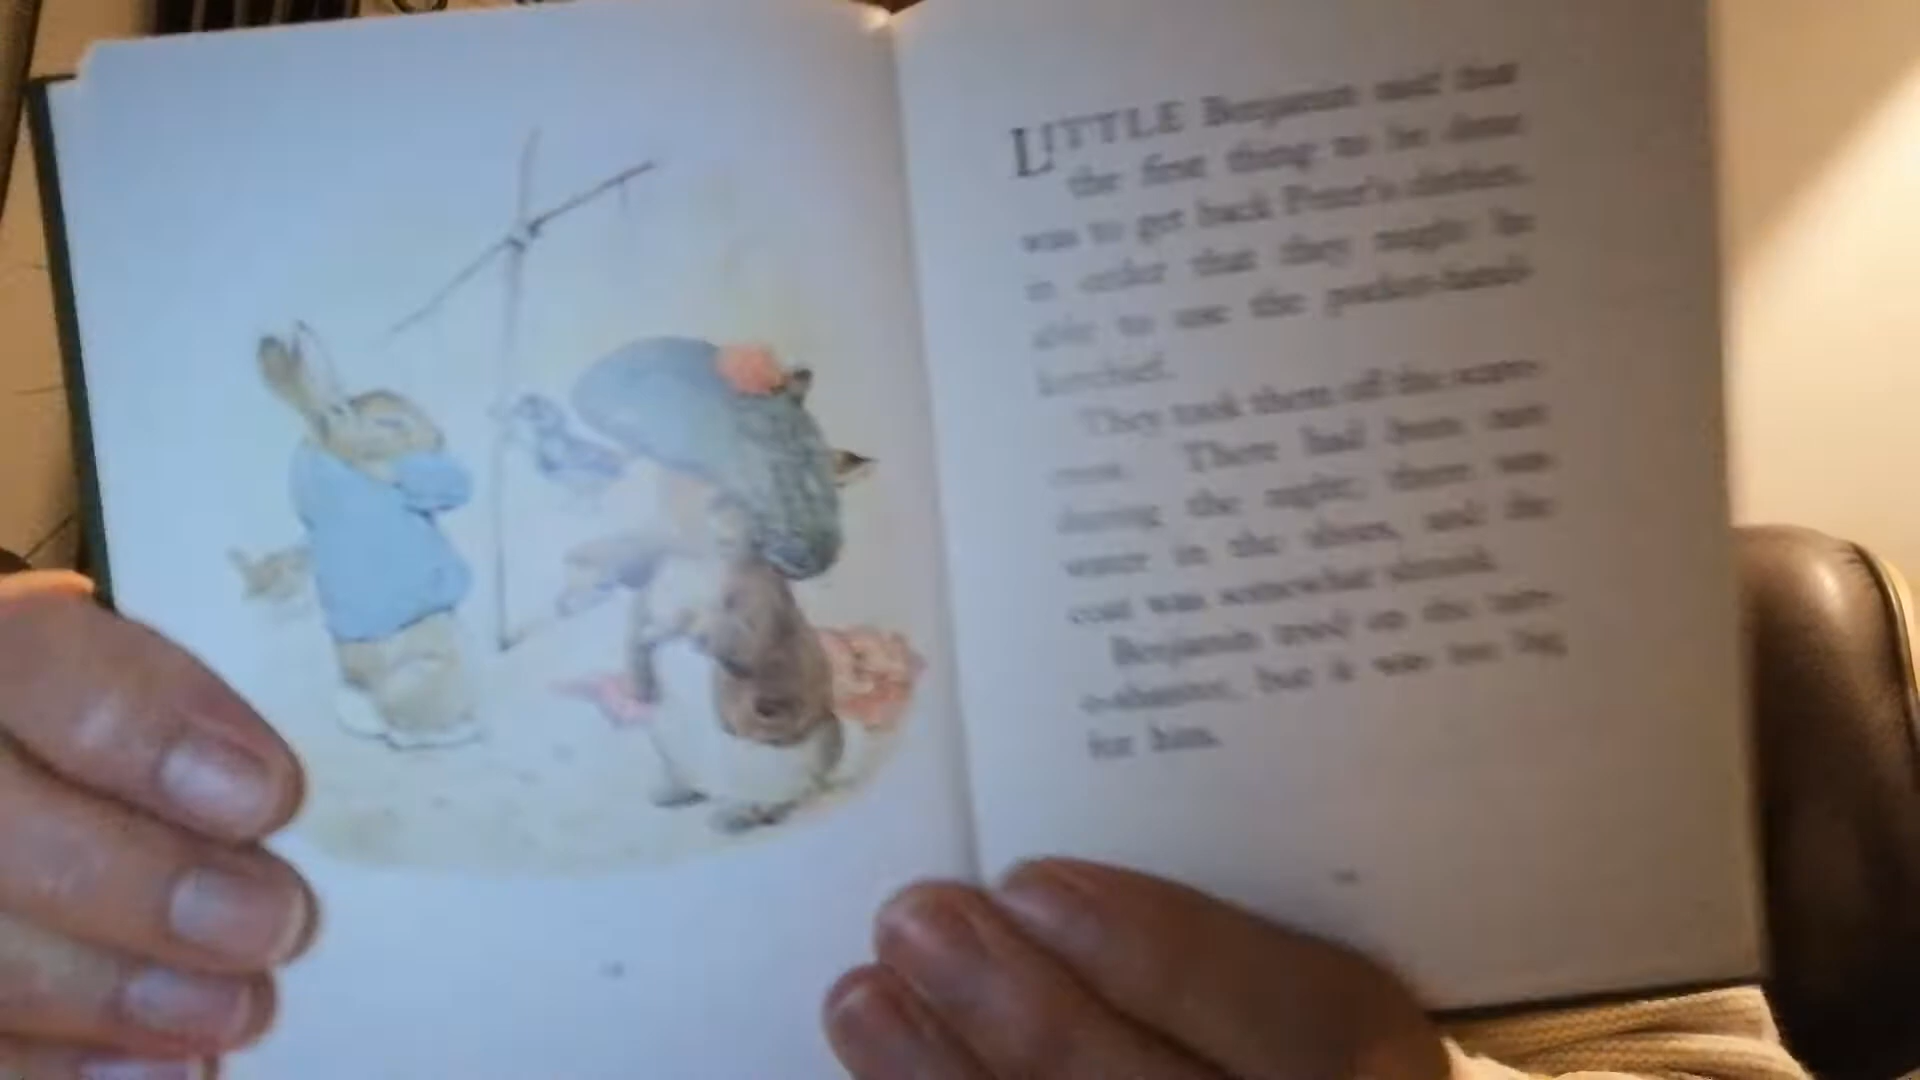 LITTLE Benjamin said that
the first thing to be done
was to get back Peter's clothes,
in order that they might be
able to use the pocket-hand-
kerchief.
They took them off the scare-
crow. There had been rain
during the night; there was
water in the shoes, and the
coat was somewhat shrunk.
Benjamin tried on the tam-
o-shanter, but it was too big
for him.